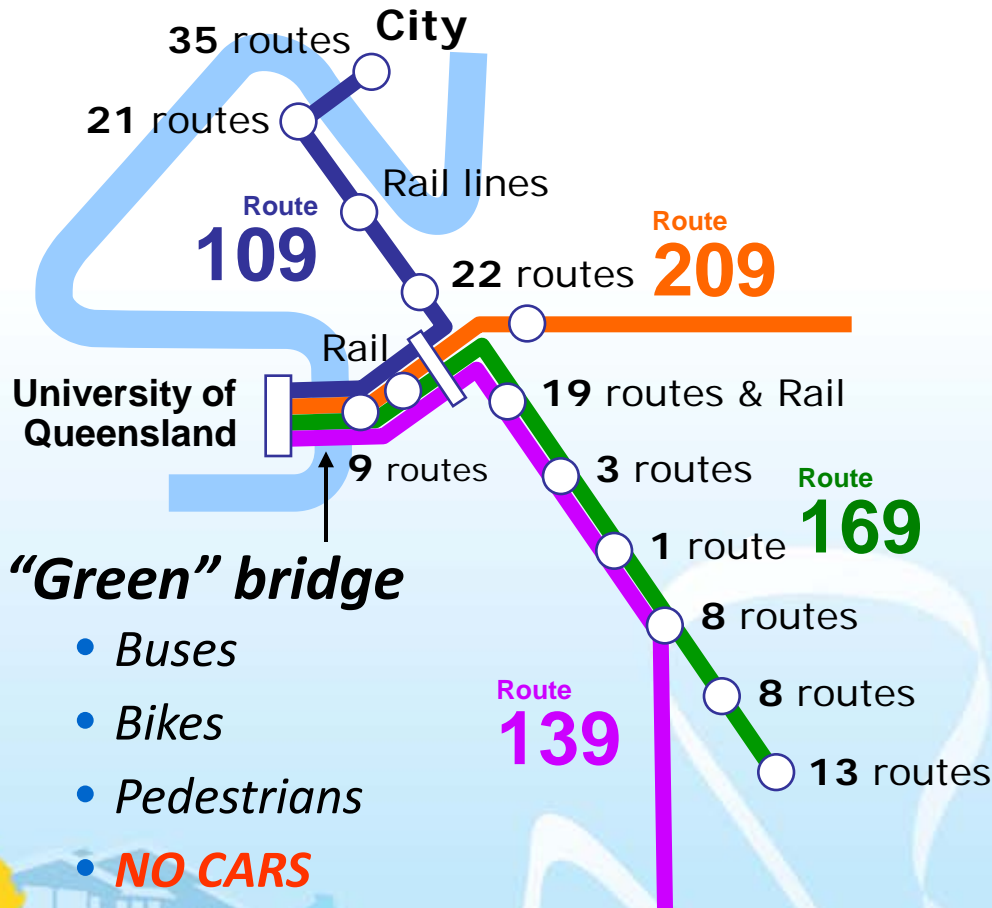 City
35 routes
21 routes
Rail lines
Route
109
Route
209
22 routes
Rail
University of
Queensland
19 routes & Rail
9 routes
3 routes
Route
169
1 route
“Green” bridge
8 routes
• Buses
Route
139
8 routes
• Bikes
13 routes
• Pedestrians
• NO CARS